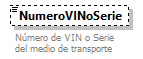 NumeroVINoSerie
Número de VIN o Serie
del medio de transporte